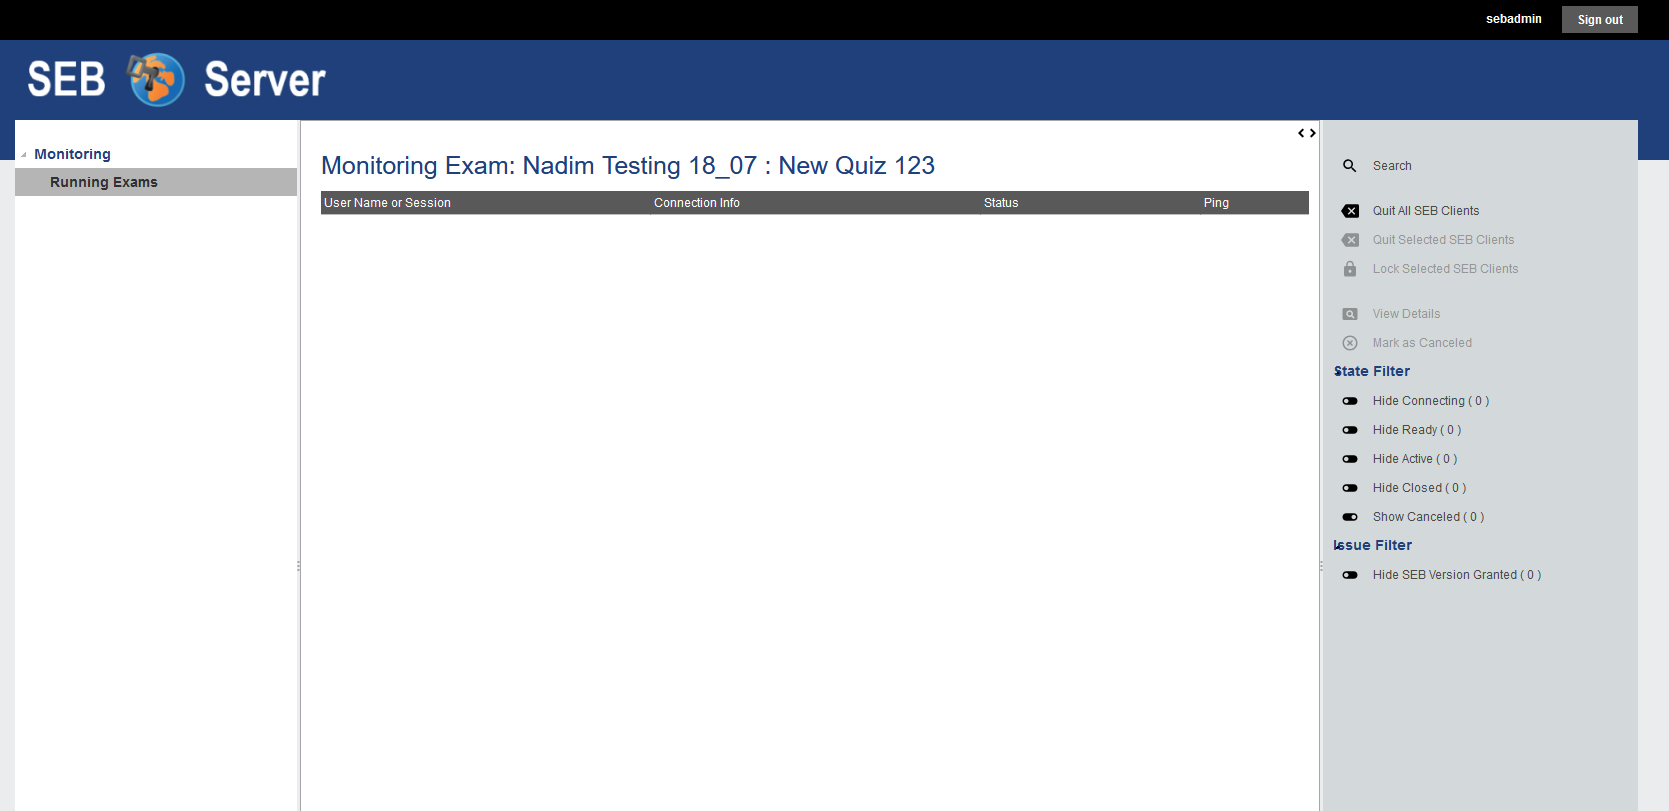 sebadmin
Sign out
SEB Server
Monitoring
Running Exams
Monitoring Exam: Nadim Testing 18_07 : New Quiz 123
User Name or Session
Connection Info
Status
Ping
Search
Quit All SEB Clients
Quit Selected SEB Clients
Lock Selected SEB Clients
View Details
Mark as Canceled
State Filter
Hide Connecting ( 0 )
Hide Ready ( 0 )
Hide Active ( 0 )
Hide Closed ( 0 )
Show Canceled ( 0 )
Issue Filter
Hide SEB Version Granted ( 0 )